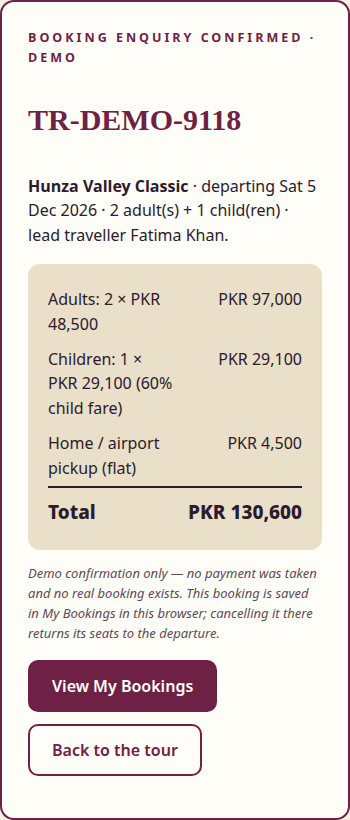 BOOKING ENQUIRY CONFIRMED ·
DEMO
TR-DEMO-9118
Hunza Valley Classic · departing Sat 5
Dec 2026 · 2 adult(s) + 1 child(ren) ·
lead traveller Fatima Khan.
Adults: 2 × PKR 48,500 PKR 97,000
Children: 1 × PKR 29,100 (60% child fare) PKR 29,100
Home / airport pickup (flat) PKR 4,500
Total PKR 130,600
Demo confirmation only — no payment was taken
and no real booking exists. This booking is saved
in My Bookings in this browser; cancelling it there
returns its seats to the departure.
View My Bookings
Back to the tour